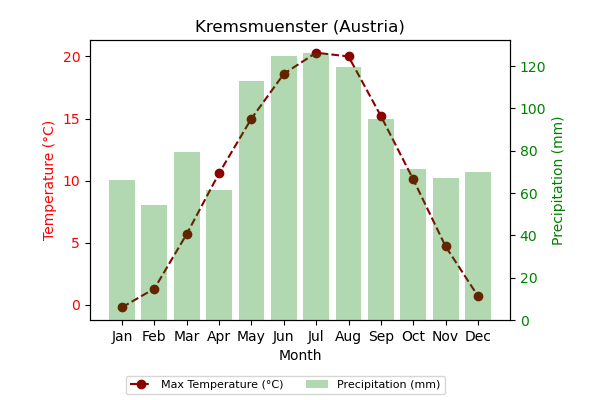 Kremsmuenster (Austria)
20
15
10
5
0
Temperature (°C)
120
100
80
60
40
20
0
Precipitation (mm)
Jan Feb Mar Apr May Jun Jul Aug Sep Oct Nov Dec
Month
Max Temperature (°C) Precipitation (mm)